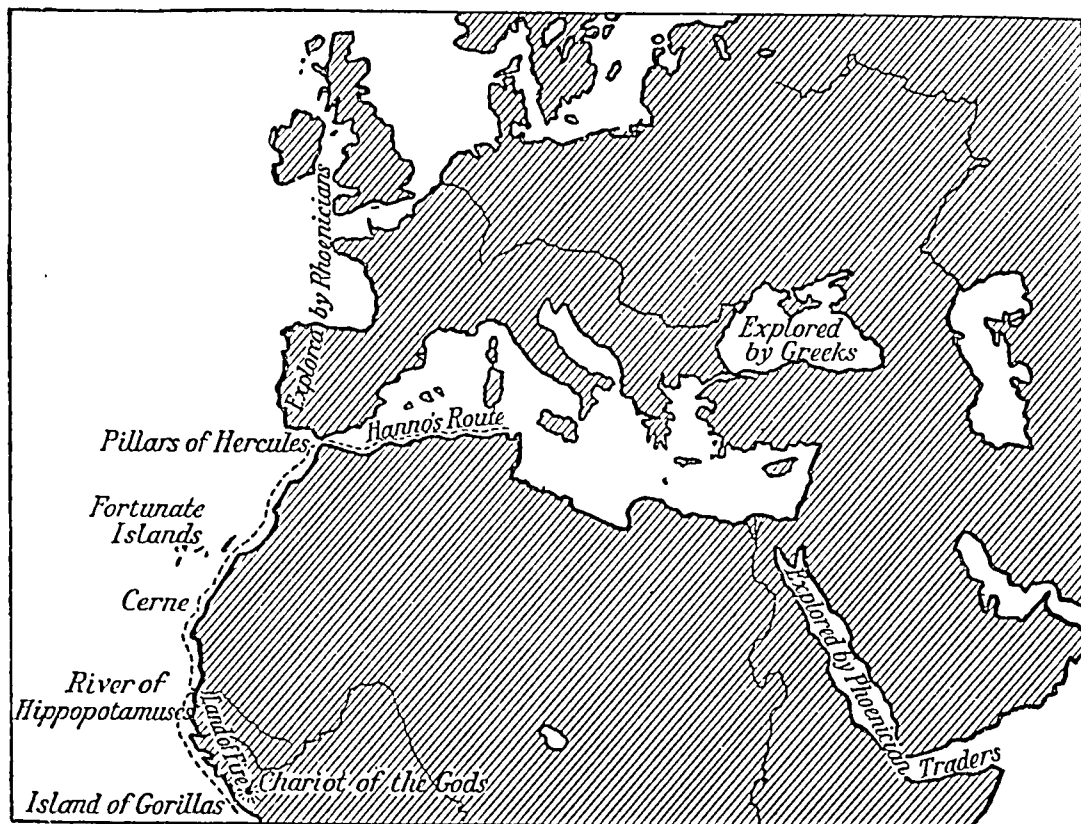 Explored by Phoenicians
Explored
by Greeks
Hanno's Route
Pillars of Hercules
Fortunate
Islands
Cerne
Explored by Phoenician
Traders
River of
Hippopotamuses
Land of Fire
Chariot of the Gods
Island of Gorillas